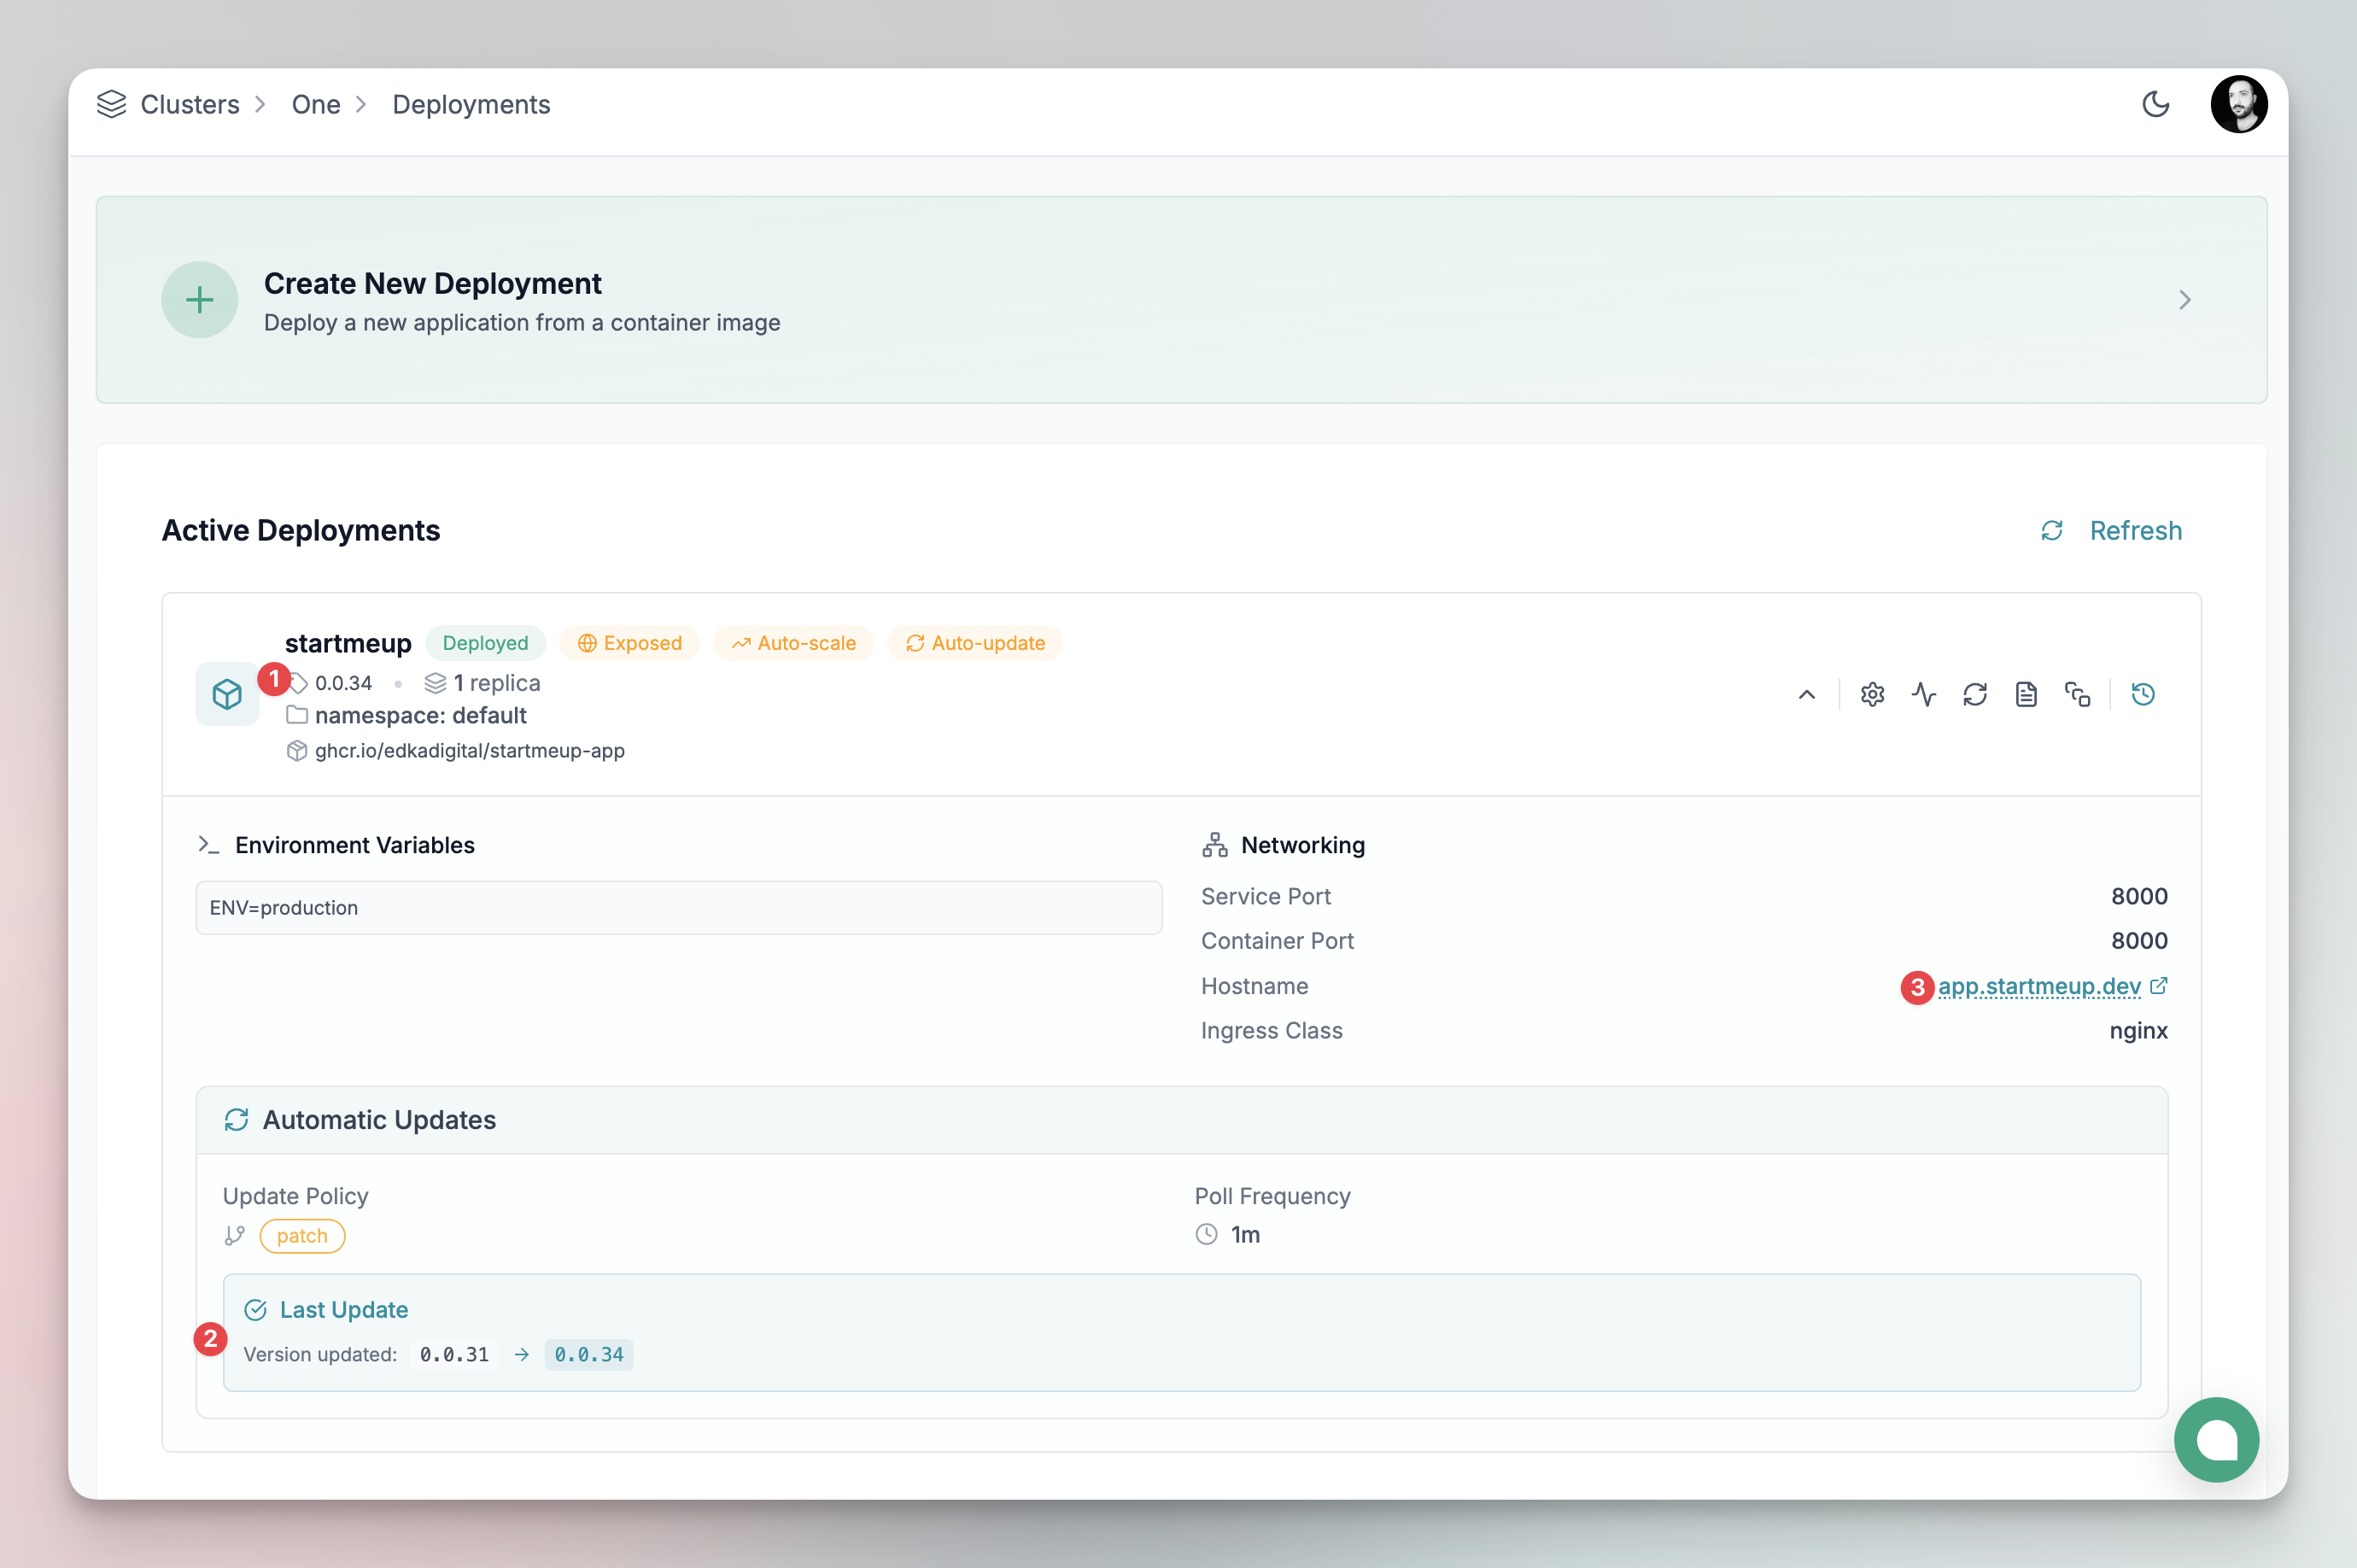 Clusters > One > Deployments
Create New Deployment
Deploy a new application from a container image
Active Deployments
Refresh
startmeup Deployed Exposed Auto-scale Auto-update
1 0.0.34 • 1 replica
namespace: default
ghcr.io/edkadigital/startmeup-app
Environment Variables
ENV=production
Networking
Service Port 8000
Container Port 8000
Hostname 3 app.startmeup.dev
Ingress Class nginx
Automatic Updates
Update Policy
patch
Poll Frequency
1m
Last Update
2
Version updated: 0.0.31 → 0.0.34